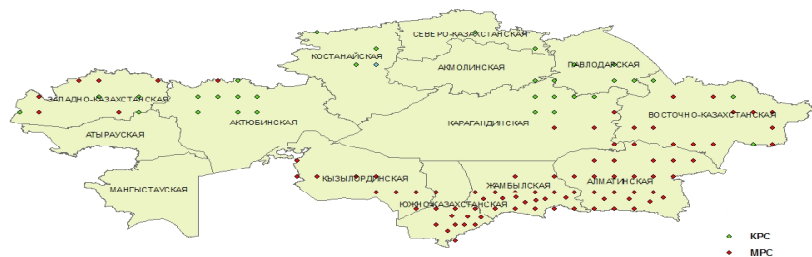 СЕВЕРО-КАЗАХСТАНСКАЯ
КОСТАНАЙСКАЯ
ПАВЛОДАРСКАЯ
АКМОЛИНСКАЯ
ЗАПАДНО-КАЗАХСТАНСКАЯ
ВОСТОЧНО-КАЗАХСТАНСКАЯ
АКТЮБИНСКАЯ
КАРАГАНДИНСКАЯ
АТЫРАУСКАЯ
КЫЗЫЛОРДИНСКАЯ
ЖАМБЫЛСКАЯ
АЛМАТИНСКАЯ
МАНГЫСТАУСКАЯ
ЮЖНО-КАЗАХСТАНСКАЯ
КРС
МРС